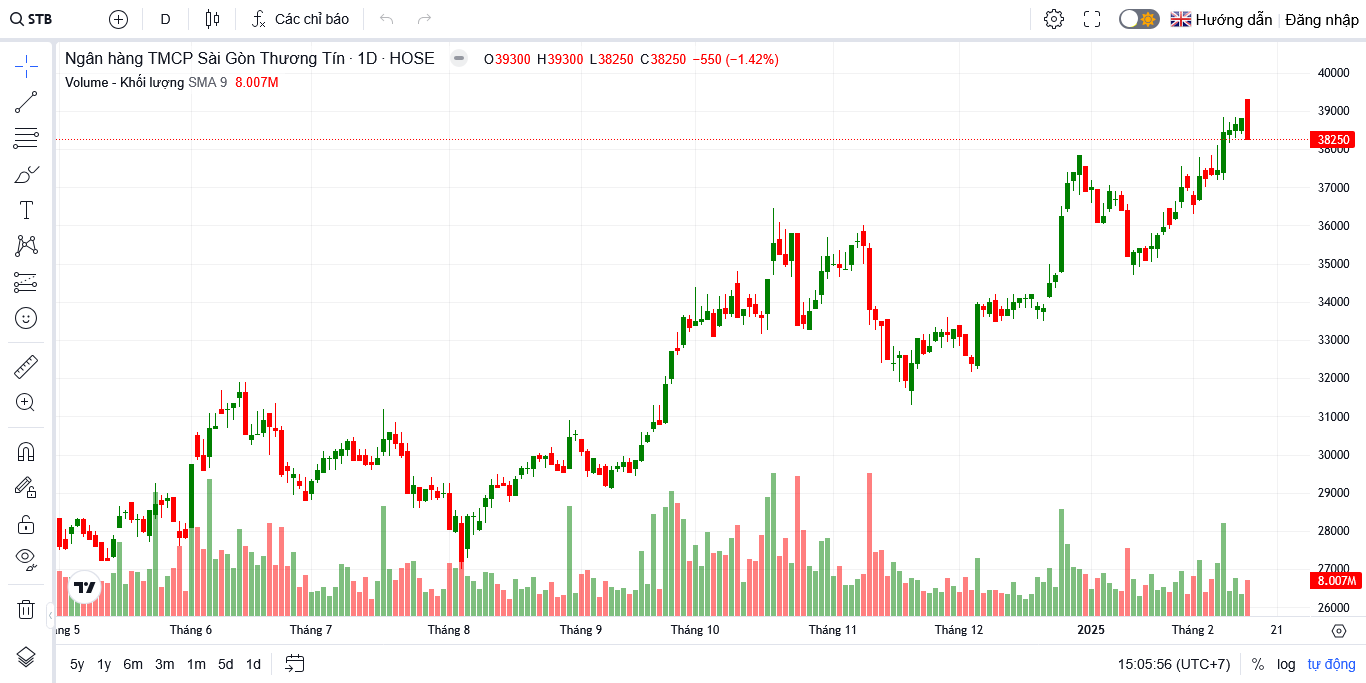 STB D Các chỉ báo Hướng dẫn Đăng nhập
Ngân hàng TMCP Sài Gòn Thương Tín · 1D · HOSE O39300 H39300 L38250 C38250 −550 (−1.42%)
Volume - Khối lượng SMA 9 8.007M
40000
39000
38250
38000
37000
36000
35000
34000
33000
32000
31000
30000
29000
28000
27000
8.007M
26000
ng 5 Tháng 6 Tháng 7 Tháng 8 Tháng 9 Tháng 10 Tháng 11 Tháng 12 2025 Tháng 2 21
5y 1y 6m 3m 1m 5d 1d 15:05:56 (UTC+7) % log tự động